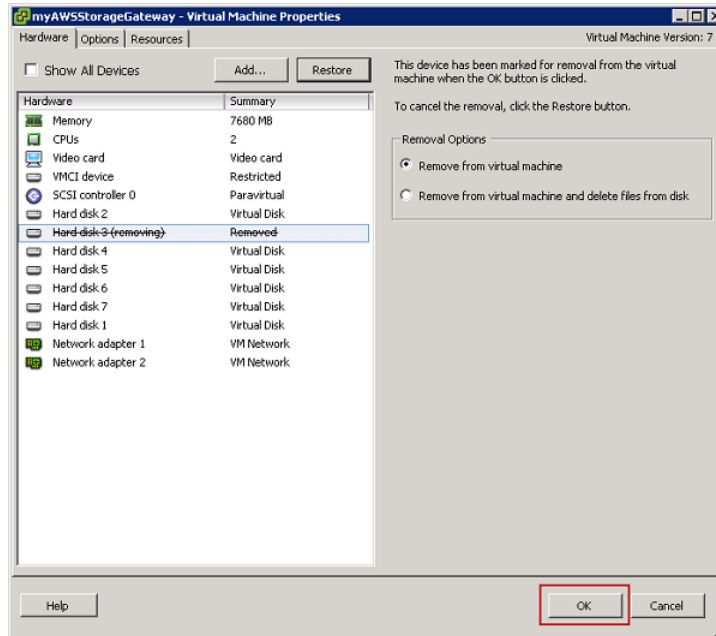 myAWSStorageGateway - Virtual Machine Properties
Hardware Options Resources Virtual Machine Version: 7
Show All Devices Add... Restore
Hardware Summary
Memory 7680 MB
CPUs 2
Video card Video card
VMCI device Restricted
SCSI controller 0 Paravirtual
Hard disk 2 Virtual Disk
Hard disk 3 (removing) Removed
Hard disk 4 Virtual Disk
Hard disk 5 Virtual Disk
Hard disk 6 Virtual Disk
Hard disk 7 Virtual Disk
Hard disk 1 Virtual Disk
Network adapter 1 VM Network
Network adapter 2 VM Network
This device has been marked for removal from the virtual
machine when the OK button is clicked.
To cancel the removal, click the Restore button.
Removal Options
Remove from virtual machine
Remove from virtual machine and delete files from disk
Help OK Cancel